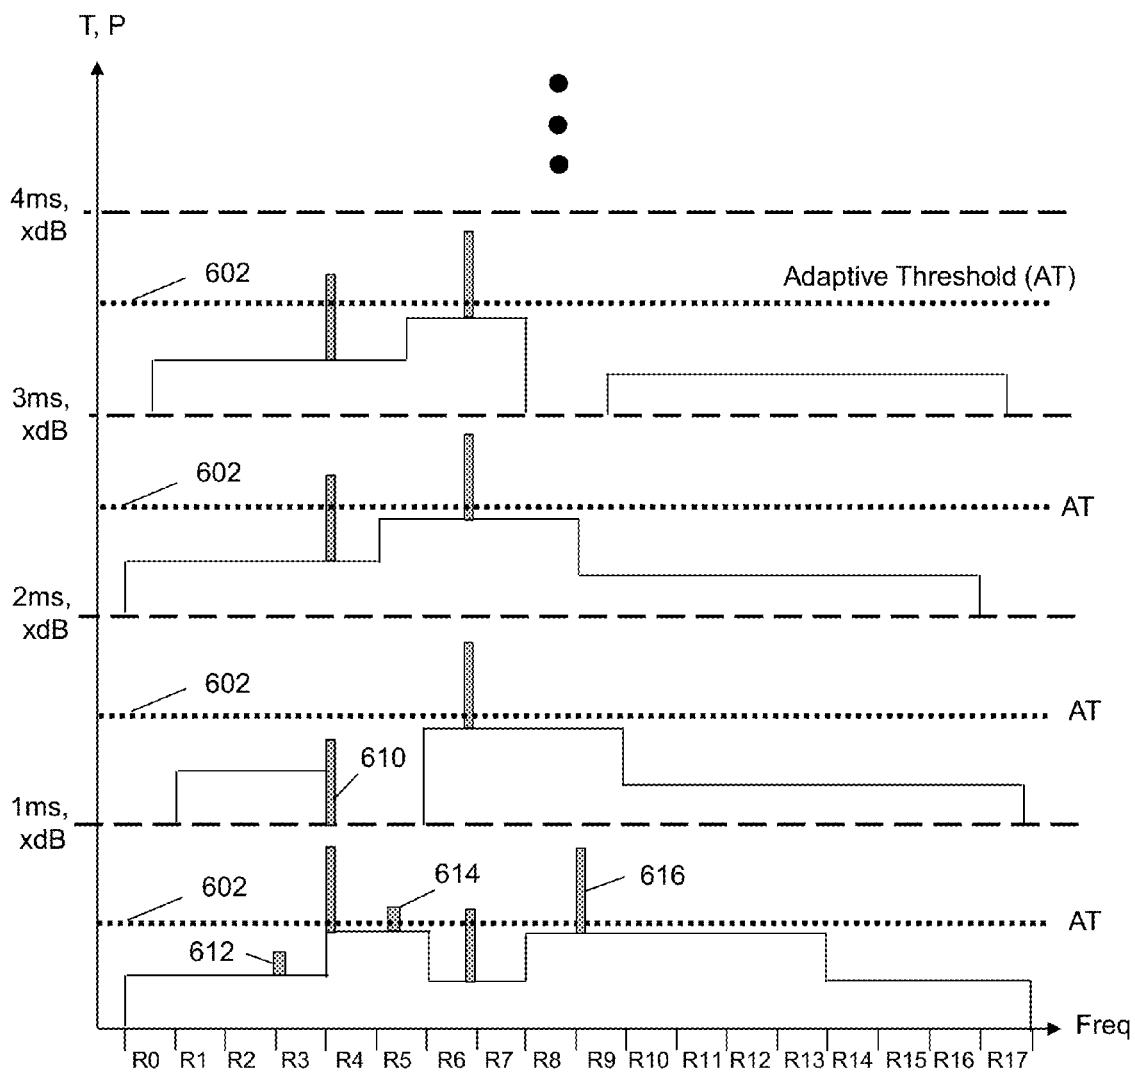 T, P
4ms,
xdB
602
Adaptive Threshold (AT)
3ms,
xdB
602
AT
2ms,
xdB
602
AT
610
1ms,
xdB
614
616
602
AT
612
Freq
R0 R1 R2 R3 R4 R5 R6 R7 R8 R9 R10 R11 R12 R13 R14 R15 R16 R17